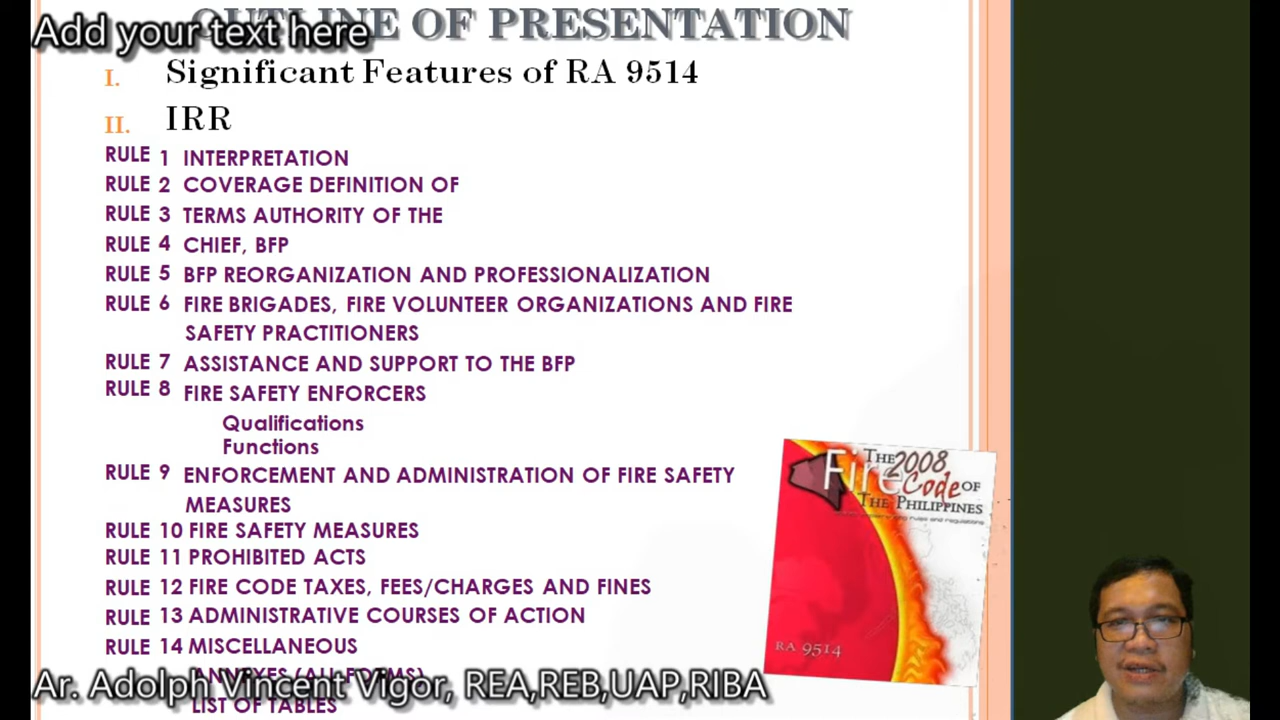 OUTLINE OF PRESENTATION
Add your text here
I. Significant Features of RA 9514
II. IRR
RULE 1 INTERPRETATION
RULE 2 COVERAGE DEFINITION OF
RULE 3 TERMS AUTHORITY OF THE
RULE 4 CHIEF, BFP
RULE 5 BFP REORGANIZATION AND PROFESSIONALIZATION
RULE 6 FIRE BRIGADES, FIRE VOLUNTEER ORGANIZATIONS AND FIRE
SAFETY PRACTITIONERS
RULE 7 ASSISTANCE AND SUPPORT TO THE BFP
RULE 8 FIRE SAFETY ENFORCERS
Qualifications
Functions
RULE 9 ENFORCEMENT AND ADMINISTRATION OF FIRE SAFETY
MEASURES
RULE 10 FIRE SAFETY MEASURES
RULE 11 PROHIBITED ACTS
RULE 12 FIRE CODE TAXES, FEES/CHARGES AND FINES
RULE 13 ADMINISTRATIVE COURSES OF ACTION
RULE 14 MISCELLANEOUS
ANNEXES (ALL FORMS)
Ar. Adolph Vincent Vigor, REA,REB,UAP,RIBA
LIST OF TABLES
THE 2008
Fire Code OF
THE PHILIPPINES
RA 9514